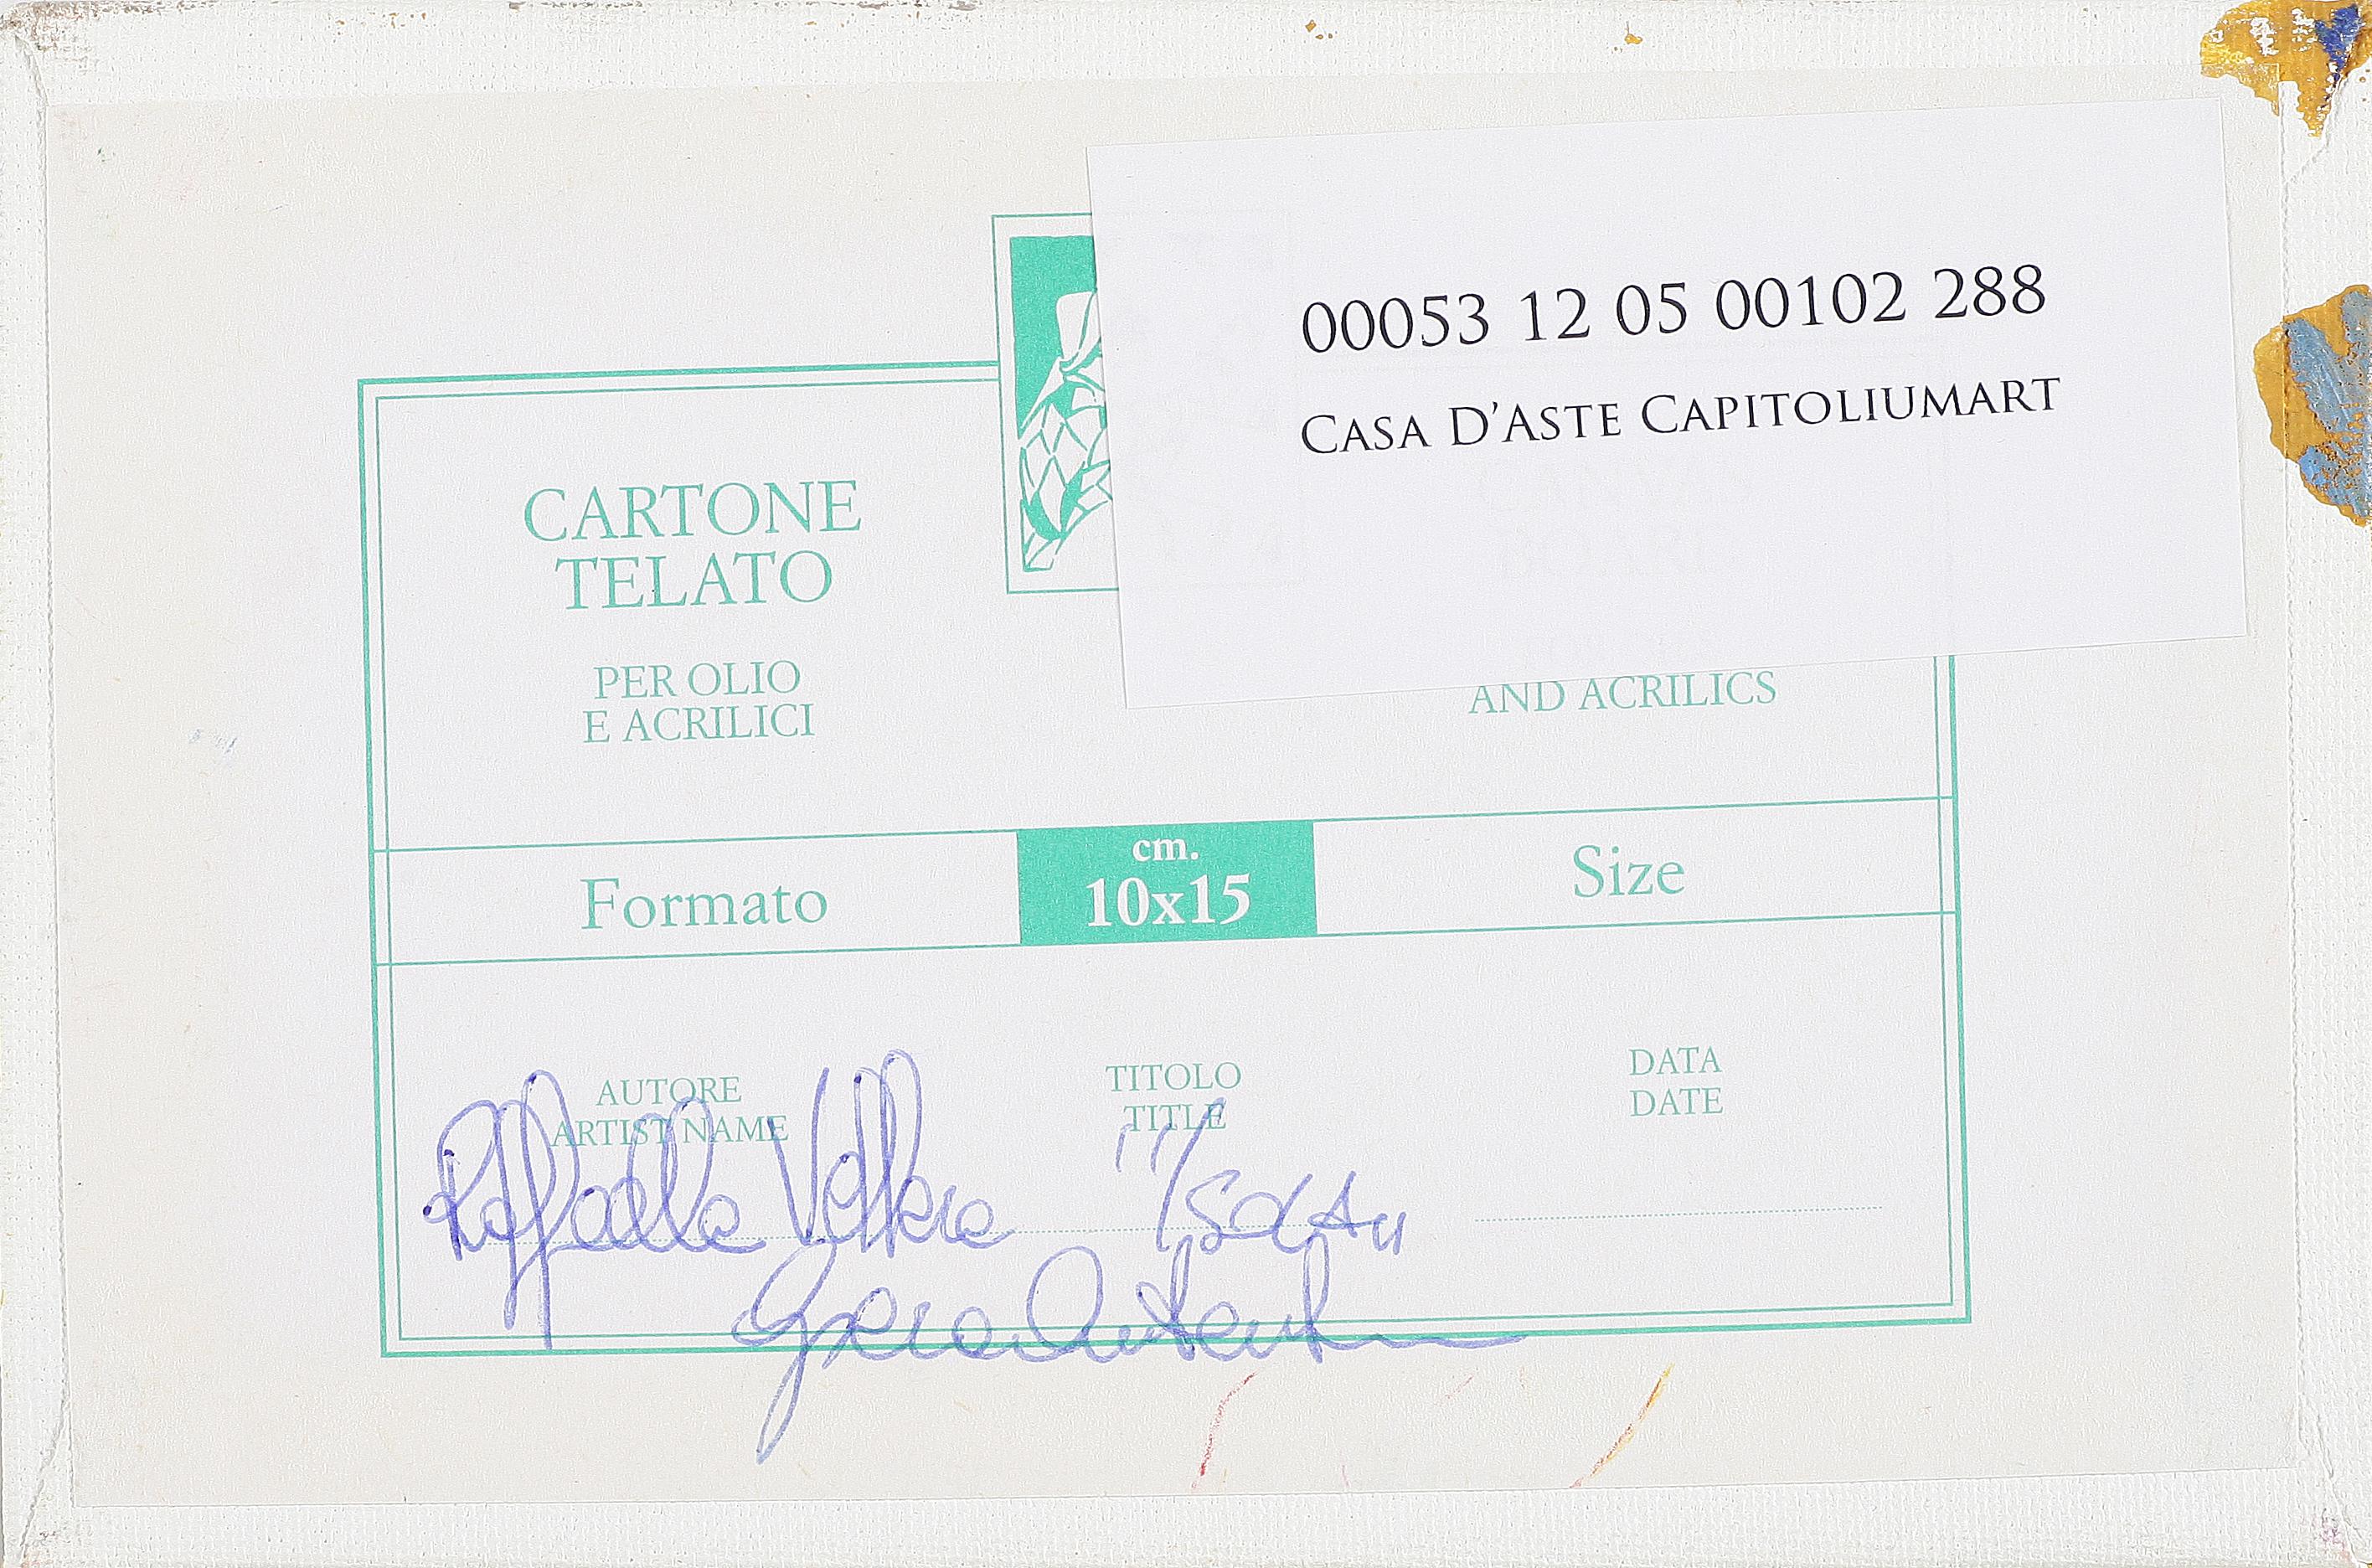 00053 12 05 00102 288
CASA D'ASTE CAPITOLIUMART
CARTONE
TELATO
PER OLIO
E ACRILICI
AND ACRILICS
Formato
cm.
10x15
Size
AUTORE
ARTIST NAME
TITOLO
TITLE
DATA
DATE
Raffaella